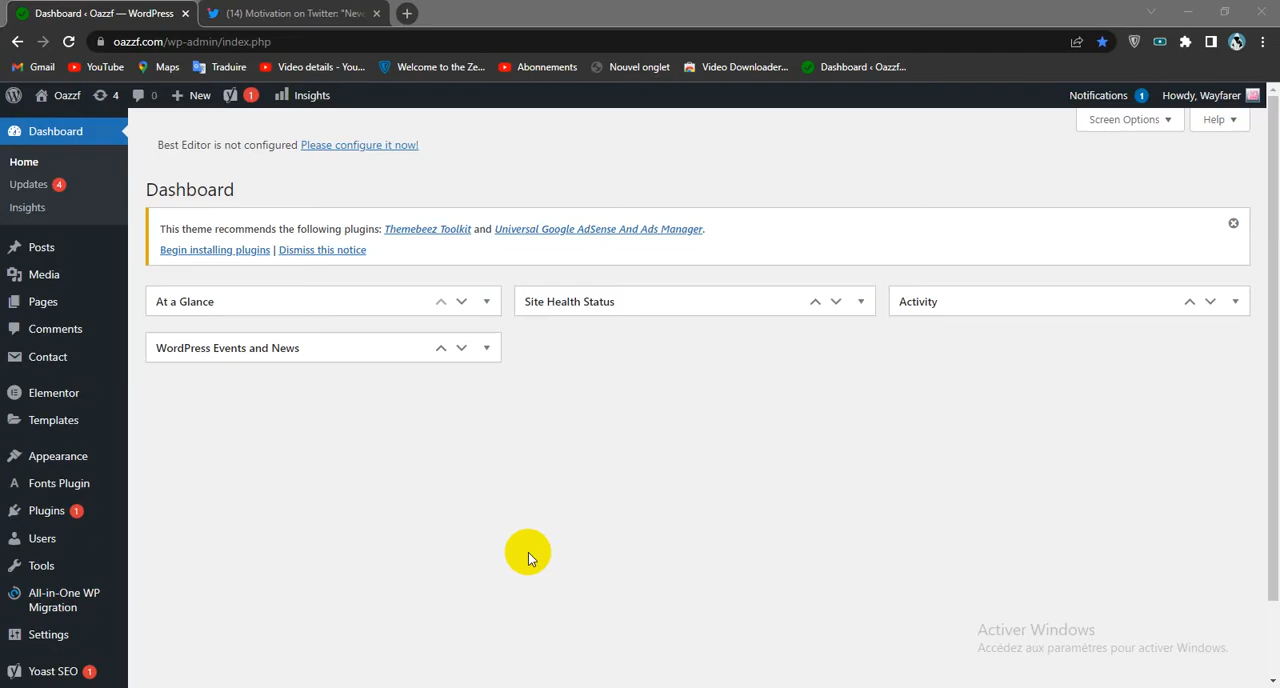 Dashboard ‹ Oazzf — WordPress
(14) Motivation on Twitter: "Neve
oazzf.com/wp-admin/index.php
Gmail YouTube Maps Traduire Video details - You... Welcome to the Ze... Abonnements Nouvel onglet Video Downloader... Dashboard ‹ Oazzf...
Oazzf 4 0 New 1 Insights Notifications 1 Howdy, Wayfarer
Screen Options Help
Dashboard
Home
Updates 4
Insights
Posts
Media
Pages
Comments
Contact
Elementor
Templates
Appearance
Fonts Plugin
Plugins 1
Users
Tools
All-in-One WP
Migration
Settings
Yoast SEO 1
Best Editor is not configured Please configure it now!
Dashboard
This theme recommends the following plugins: Themebeez Toolkit and Universal Google AdSense And Ads Manager.
Begin installing plugins | Dismiss this notice
At a Glance
Site Health Status
Activity
WordPress Events and News
Activer Windows
Accédez aux paramètres pour activer Windows.